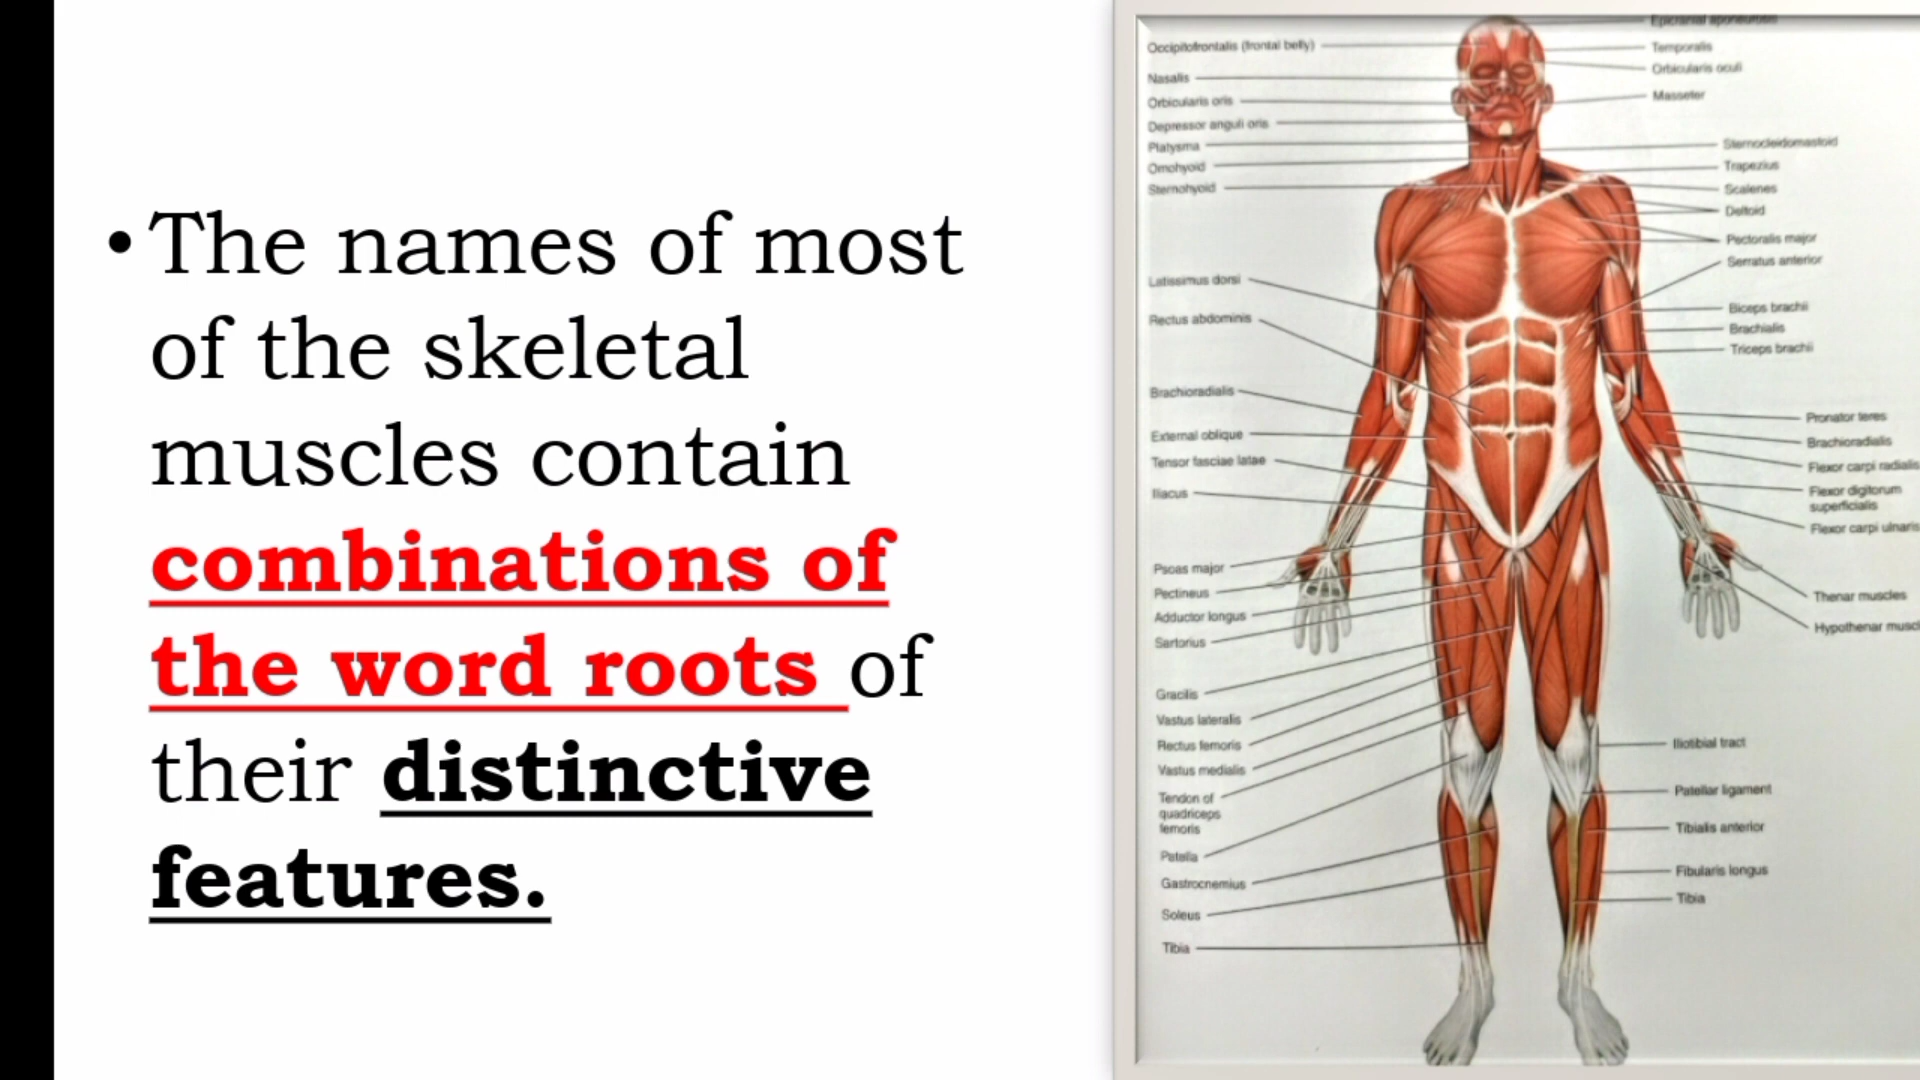 • The names of most
of the skeletal
muscles contain
combinations of
the word roots of
their distinctive
features.
Epicranial aponeurosis
Occipitofrontalis (frontal belly)
Temporalis
Nasalis
Orbicularis oculi
Orbicularis oris
Masseter
Depressor anguli oris
Platysma
Omohyoid
Sternohyoid
Sternocleidomastoid
Trapezius
Scalenes
Deltoid
Pectoralis major
Serratus anterior
Latissimus dorsi
Rectus abdominis
Biceps brachii
Brachialis
Triceps brachii
Brachioradialis
External oblique
Tensor fasciae latae
Iliacus
Pronator teres
Brachioradialis
Flexor carpi radialis
Flexor digitorum
superficialis
Flexor carpi ulnaris
Psoas major
Pectineus
Adductor longus
Sartorius
Thenar muscles
Hypothenar muscl
Gracilis
Vastus lateralis
Rectus femoris
Vastus medialis
Tendon of
quadriceps
femoris
Patella
Gastrocnemius
Soleus
Tibia
Iliotibial tract
Patellar ligament
Tibialis anterior
Fibularis longus
Tibia